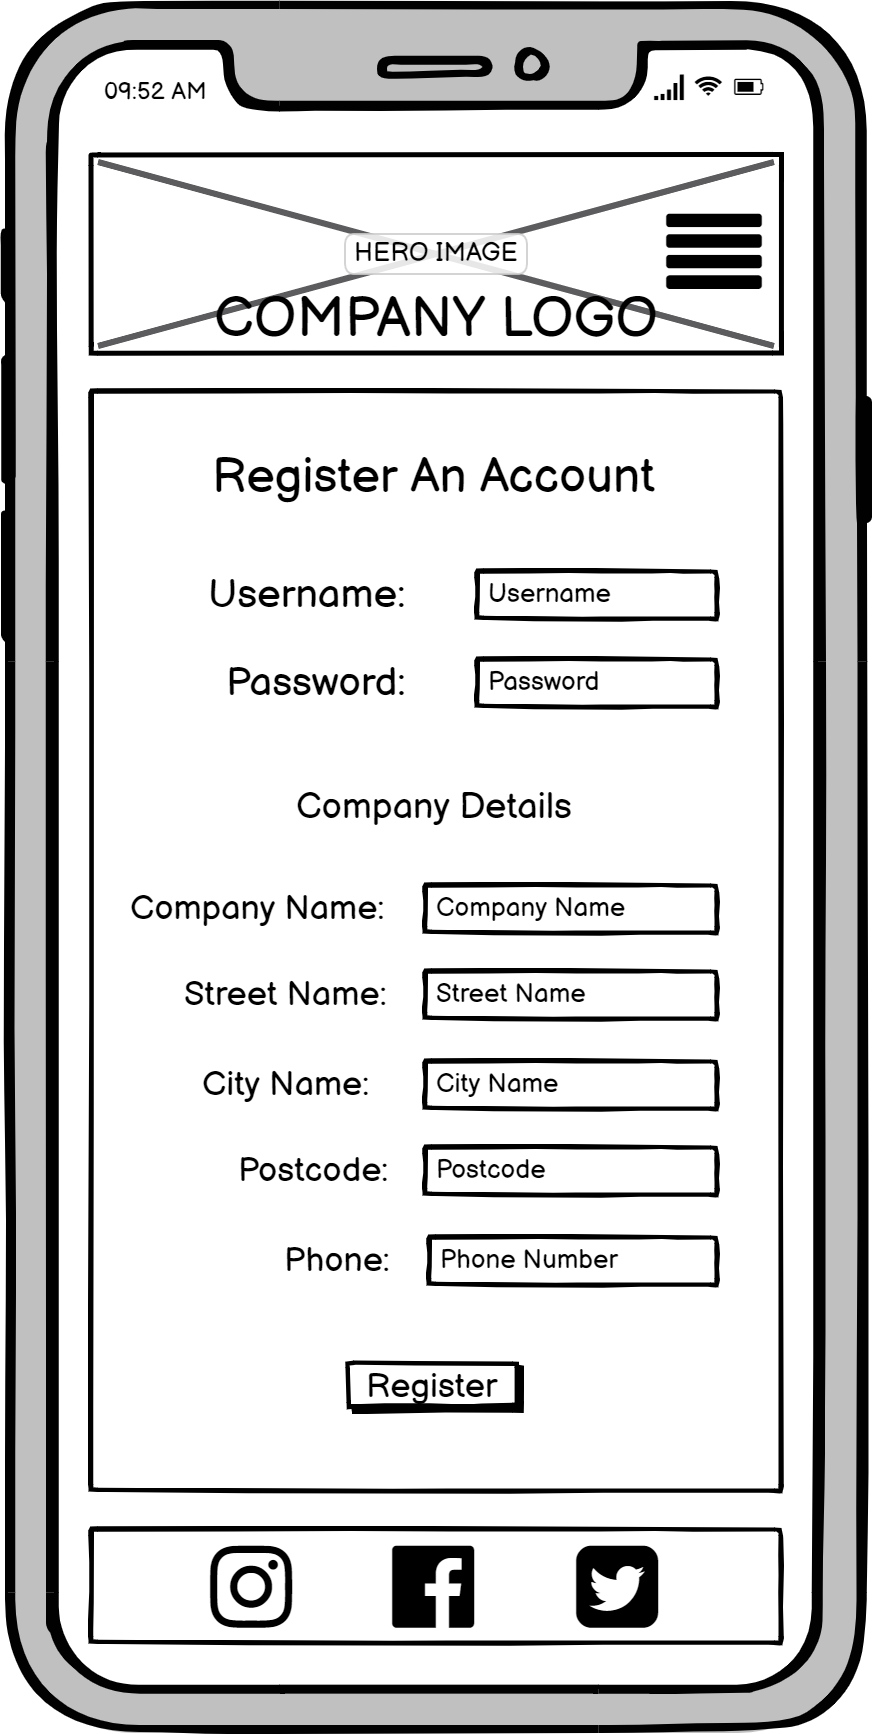 09:52 AM
HERO IMAGE
COMPANY LOGO
Register An Account
Username: Username
Password: Password
Company Details
Company Name: Company Name
Street Name: Street Name
City Name: City Name
Postcode: Postcode
Phone: Phone Number
Register